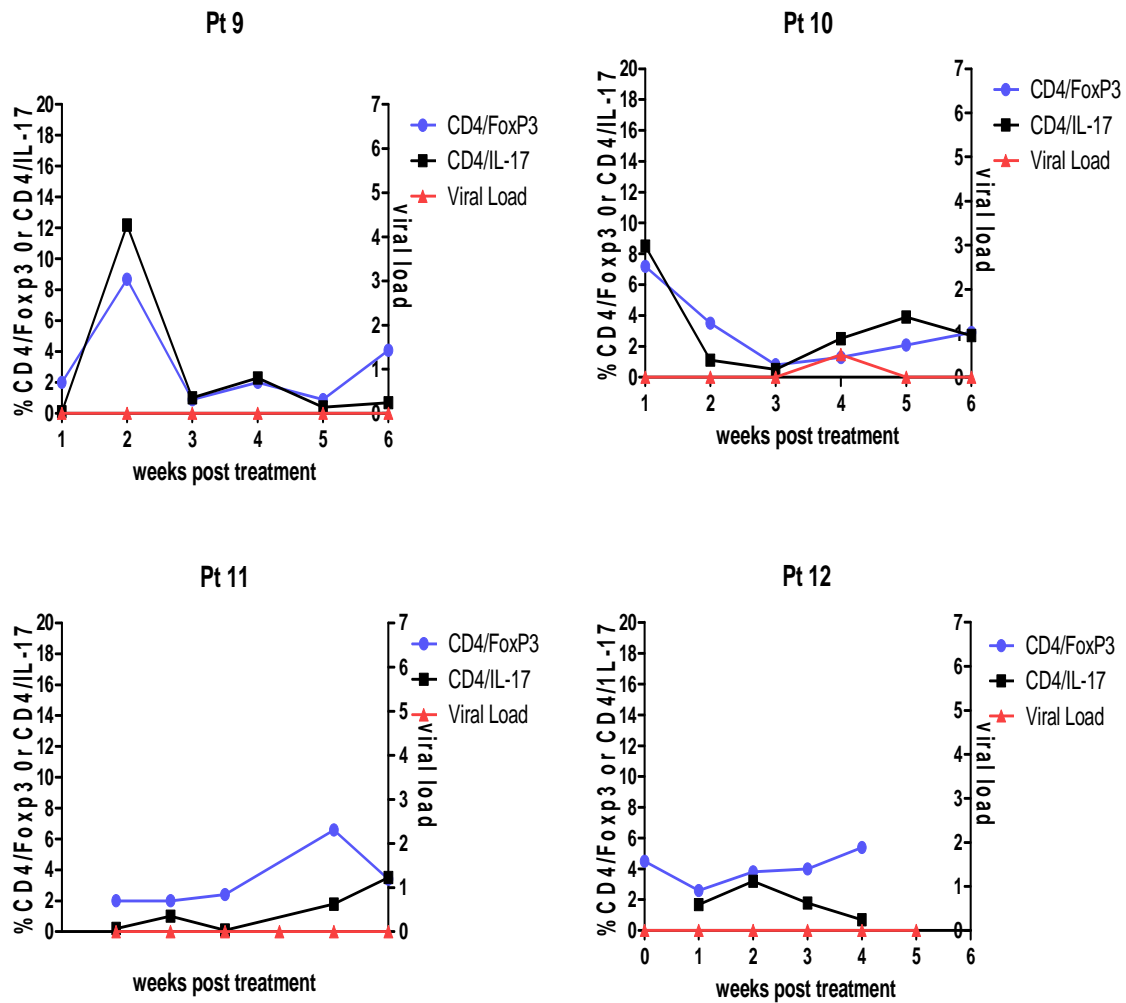 Pt 9
% CD4/Foxp3 0r CD4/IL-17
20
18
16
14
12
10
8
6
4
2
0
7
6
5
4
3
2
1
0
viral load
CD4/FoxP3
CD4/IL-17
Viral Load
1 2 3 4 5 6
weeks post treatment
Pt 10
% CD4/Foxp3 0r CD4/IL-17
20
18
16
14
12
10
8
6
4
2
0
7
6
5
4
3
2
1
0
viral load
CD4/FoxP3
CD4/IL-17
Viral Load
1 2 3 4 5 6
weeks post treatment
Pt 11
% CD4/Foxp3 0r CD4/IL-17
20
18
16
14
12
10
8
6
4
2
0
7
6
5
4
3
2
1
0
viral load
CD4/FoxP3
CD4/IL-17
Viral Load
weeks post treatment
Pt 12
% CD4/Foxp3 0r CD4/1L-17
20
18
16
14
12
10
8
6
4
2
0
7
6
5
4
3
2
1
0
viral load
CD4/FoxP3
CD4/IL-17
Viral Load
0 1 2 3 4 5 6
weeks post treatment